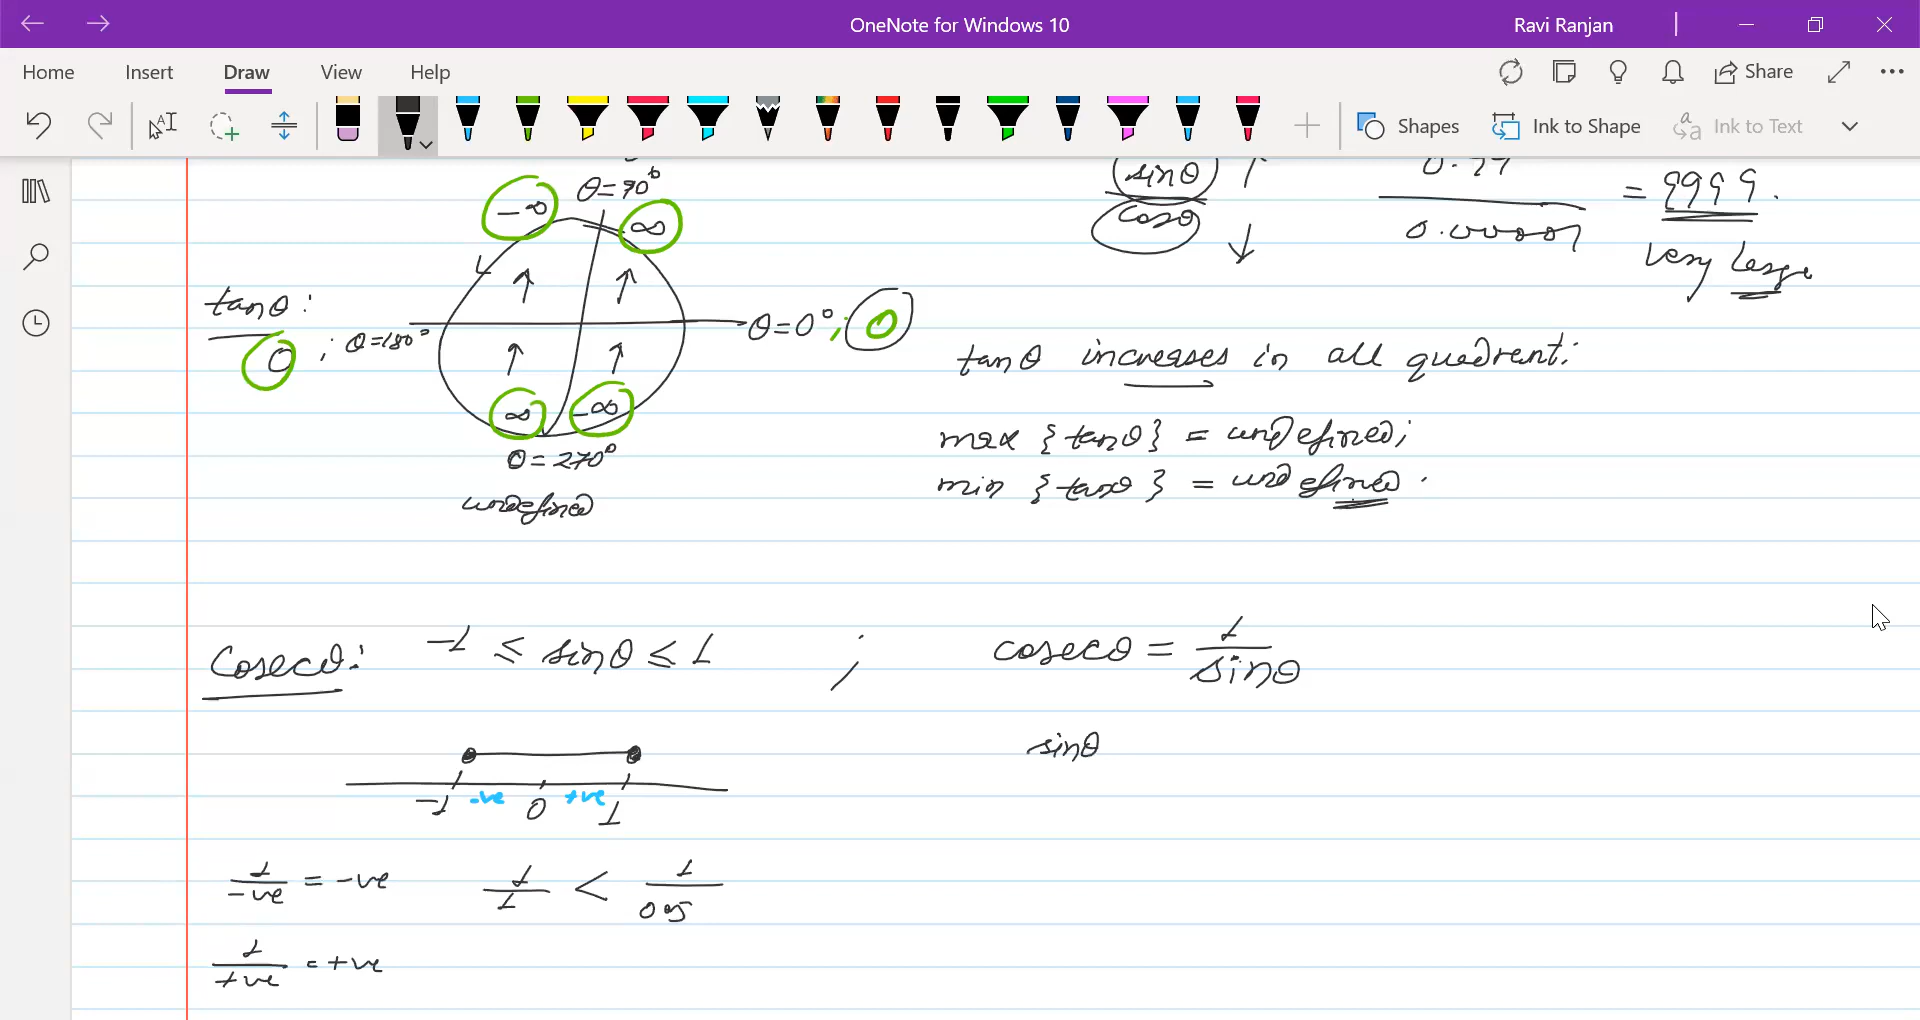 OneNote for Windows 10
Ravi Ranjan
Home Insert Draw View Help
Share
Shapes Ink to Shape Ink to Text
θ=90°
-∞ ∞
tanθ:
0 ; θ=180°
θ=0°; 0
∞ -∞
θ=270°
undefined
sinθ ↑
cosθ ↓
0.99
= 9999.
very large
tanθ increases in all quadrent:
max {tanθ} = undefined;
min {tanθ} = undefined.
Cosecθ: -1 ≤ sinθ ≤ 1 ; cosecθ = 1/sinθ
sinθ
-1 -ve 0 +ve 1
1/-ve = -ve 1/1 < 1/0.5
1/+ve = +ve